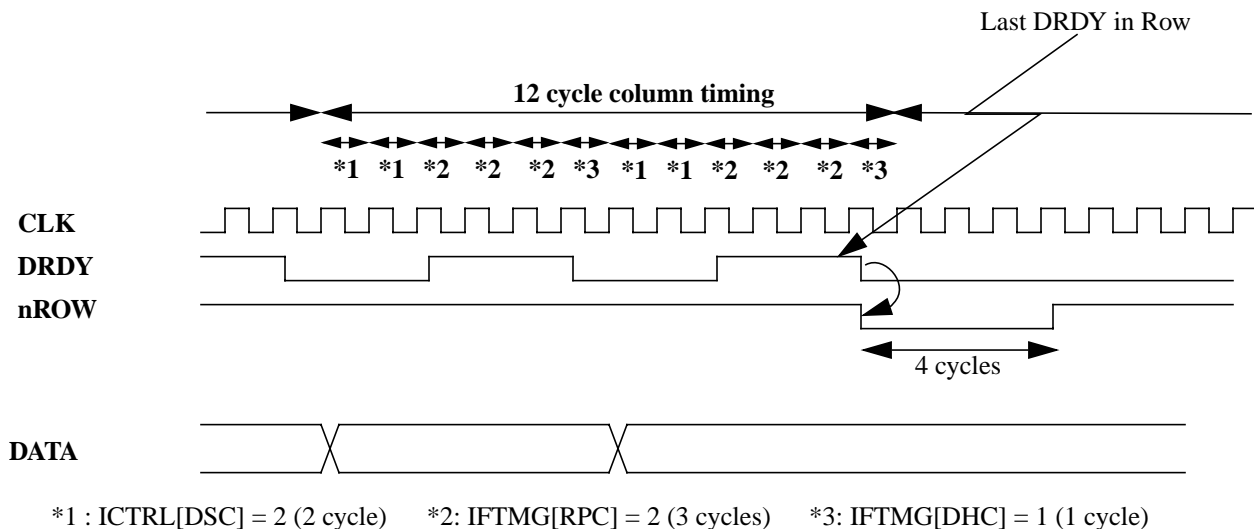 Last DRDY in Row
12 cycle column timing
*1 *1 *2 *2 *2 *3 *1 *1 *2 *2 *2 *3
CLK
DRDY
nROW
4 cycles
DATA
*1 : ICTRL[DSC] = 2 (2 cycle) *2: IFTMG[RPC] = 2 (3 cycles) *3: IFTMG[DHC] = 1 (1 cycle)